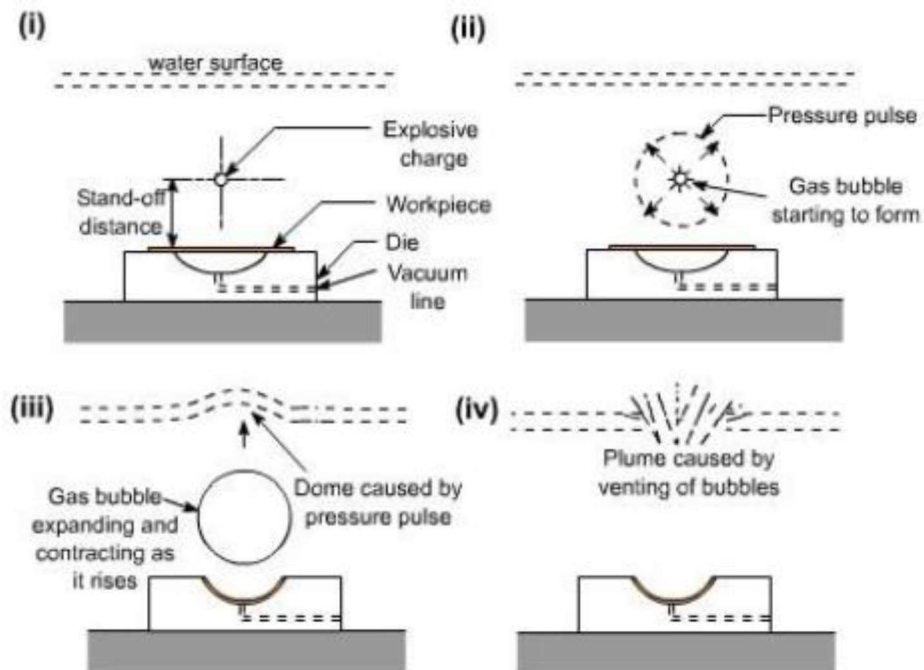 (i)
water surface
Explosive
charge
Stand-off
distance
Workpiece
Die
Vacuum
line
(ii)
Pressure pulse
Gas bubble
starting to form
(iii)
Gas bubble
expanding and
contracting as
it rises
Dome caused by
pressure pulse
(iv)
Plume caused by
venting of bubbles